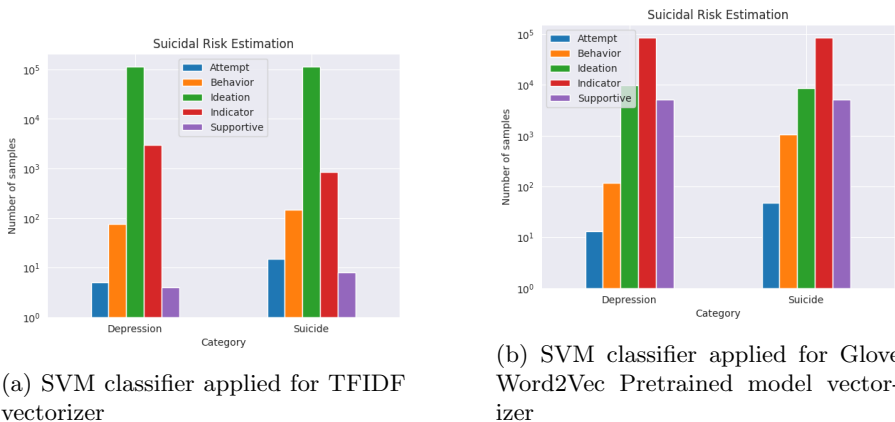 Suicidal Risk Estimation
Number of samples
10^5
10^4
10^3
10^2
10^1
10^0
Attempt
Behavior
Ideation
Indicator
Supportive
Depression
Suicide
Category
(a) SVM classifier applied for TFIDF
vectorizer
Suicidal Risk Estimation
Number of samples
10^5
10^4
10^3
10^2
10^1
10^0
Attempt
Behavior
Ideation
Indicator
Supportive
Depression
Suicide
Category
(b) SVM classifier applied for Glove
Word2Vec Pretrained model vector-
izer